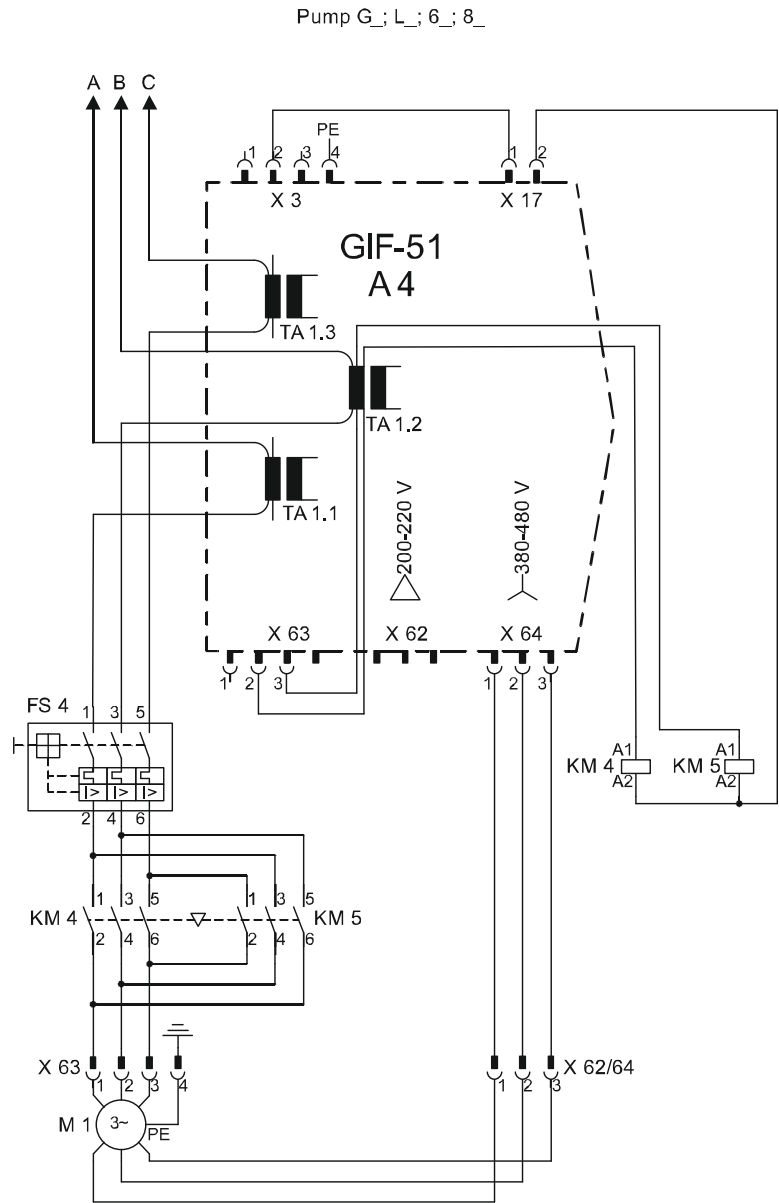 Pump G_; L_; 6_; 8_
A B C
PE
1 2 3 4 1 2
X 3 X 17
GIF-51
A 4
TA 1.3
TA 1.2
TA 1.1
200-220 V
380-480 V
X 63 X 62 X 64
1 2 3 1 2 3
FS 4
1 3 5
I> I> I>
2 4 6
KM 4 A1 A2
KM 5 A1 A2
KM 4 1 3 5 1 3 5 KM 5
2 4 6 2 4 6
X 63 1 2 3 4 1 2 3 X 62/64
M 1 3~ PE